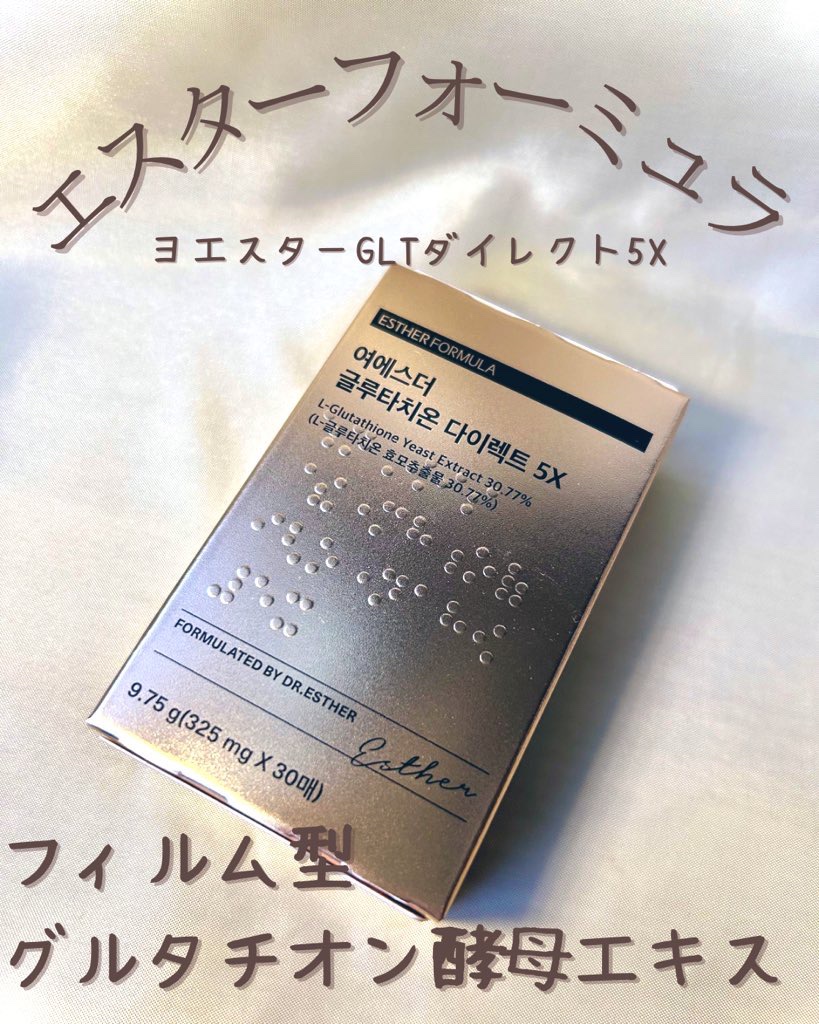 エスターフォーミュラ
ヨエスターGLTダイレクト5X
ESTHER FORMULA
여에스더
글루타치온 다이렉트 5X
L-Glutathione Yeast Extract 30.77%
(L-글루타치온 효모추출물 30.77%)
FORMULATED BY DR.ESTHER
Esther
9.75 g(325 mg X 30매)
フィルム型
グルタチオン酵母エキス